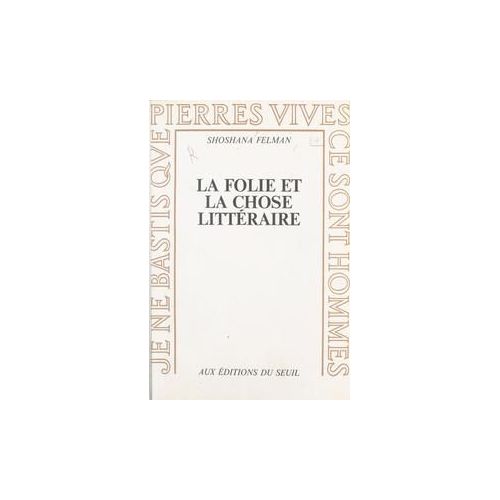 JE NE BASTIS QVE
PIERRES VIVES
CE SONT HOMMES
SHOSHANA FELMAN
R
LA FOLIE ET
LA CHOSE
LITTÉRAIRE
AUX ÉDITIONS DU SEUIL